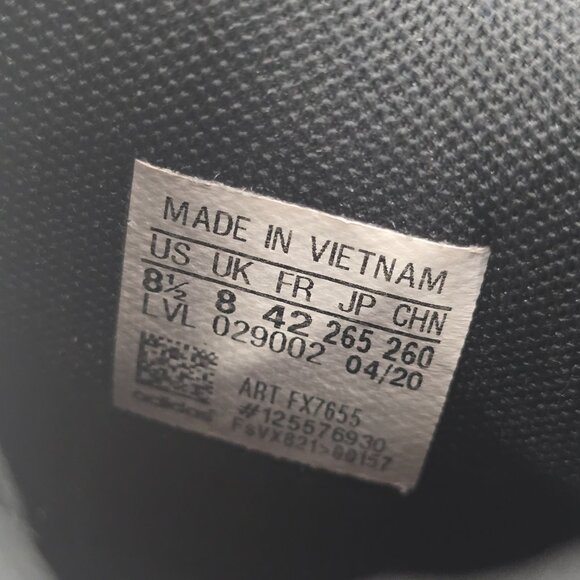 MADE IN VIETNAM
US UK FR JP CHN
8½ 8 42 265 260
LVL 029002 04/20
ART FX7655
#125576930
adidas